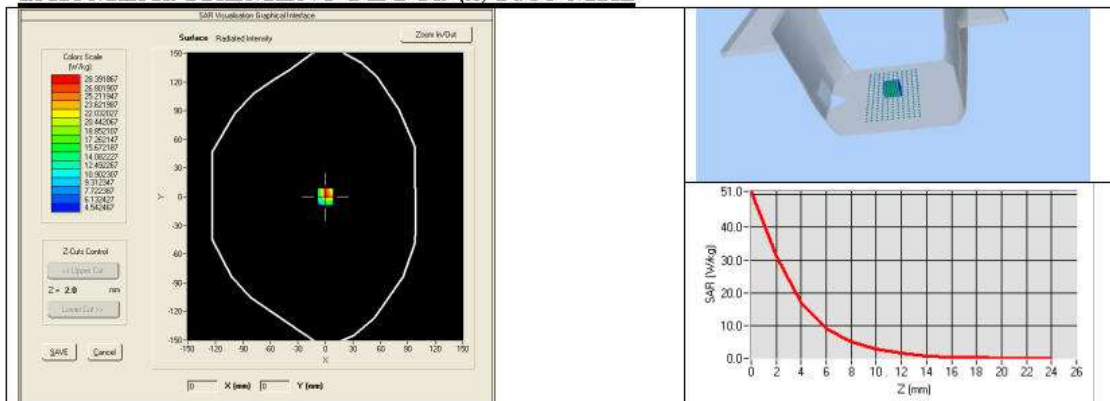 SAR Visualisation Graphical Interface
Surface Radiated Intensity
Zoom In/Out
Colors Scale
(W/kg)
28.391867
26.801907
25.211947
23.621987
22.032027
20.442067
18.852107
17.262147
15.672187
14.082227
12.492267
10.902307
9.312347
7.722387
6.132427
4.542467
Z-Cuts Control
<< Upper Cut
Z = 2.0 mm
Lower Cut >>
SAVE Cancel
150
120
90
60
30
0
-30
-60
-90
-120
-150
Y
-150 -120 -90 -60 -30 0 30 60 90 120 150
X
0 X (mm) 0 Y (mm)
51.0
40.0
30.0
20.0
10.0
0.0
SAR (W/kg)
0 2 4 6 8 10 12 14 16 18 20 22 24 26
Z (mm)